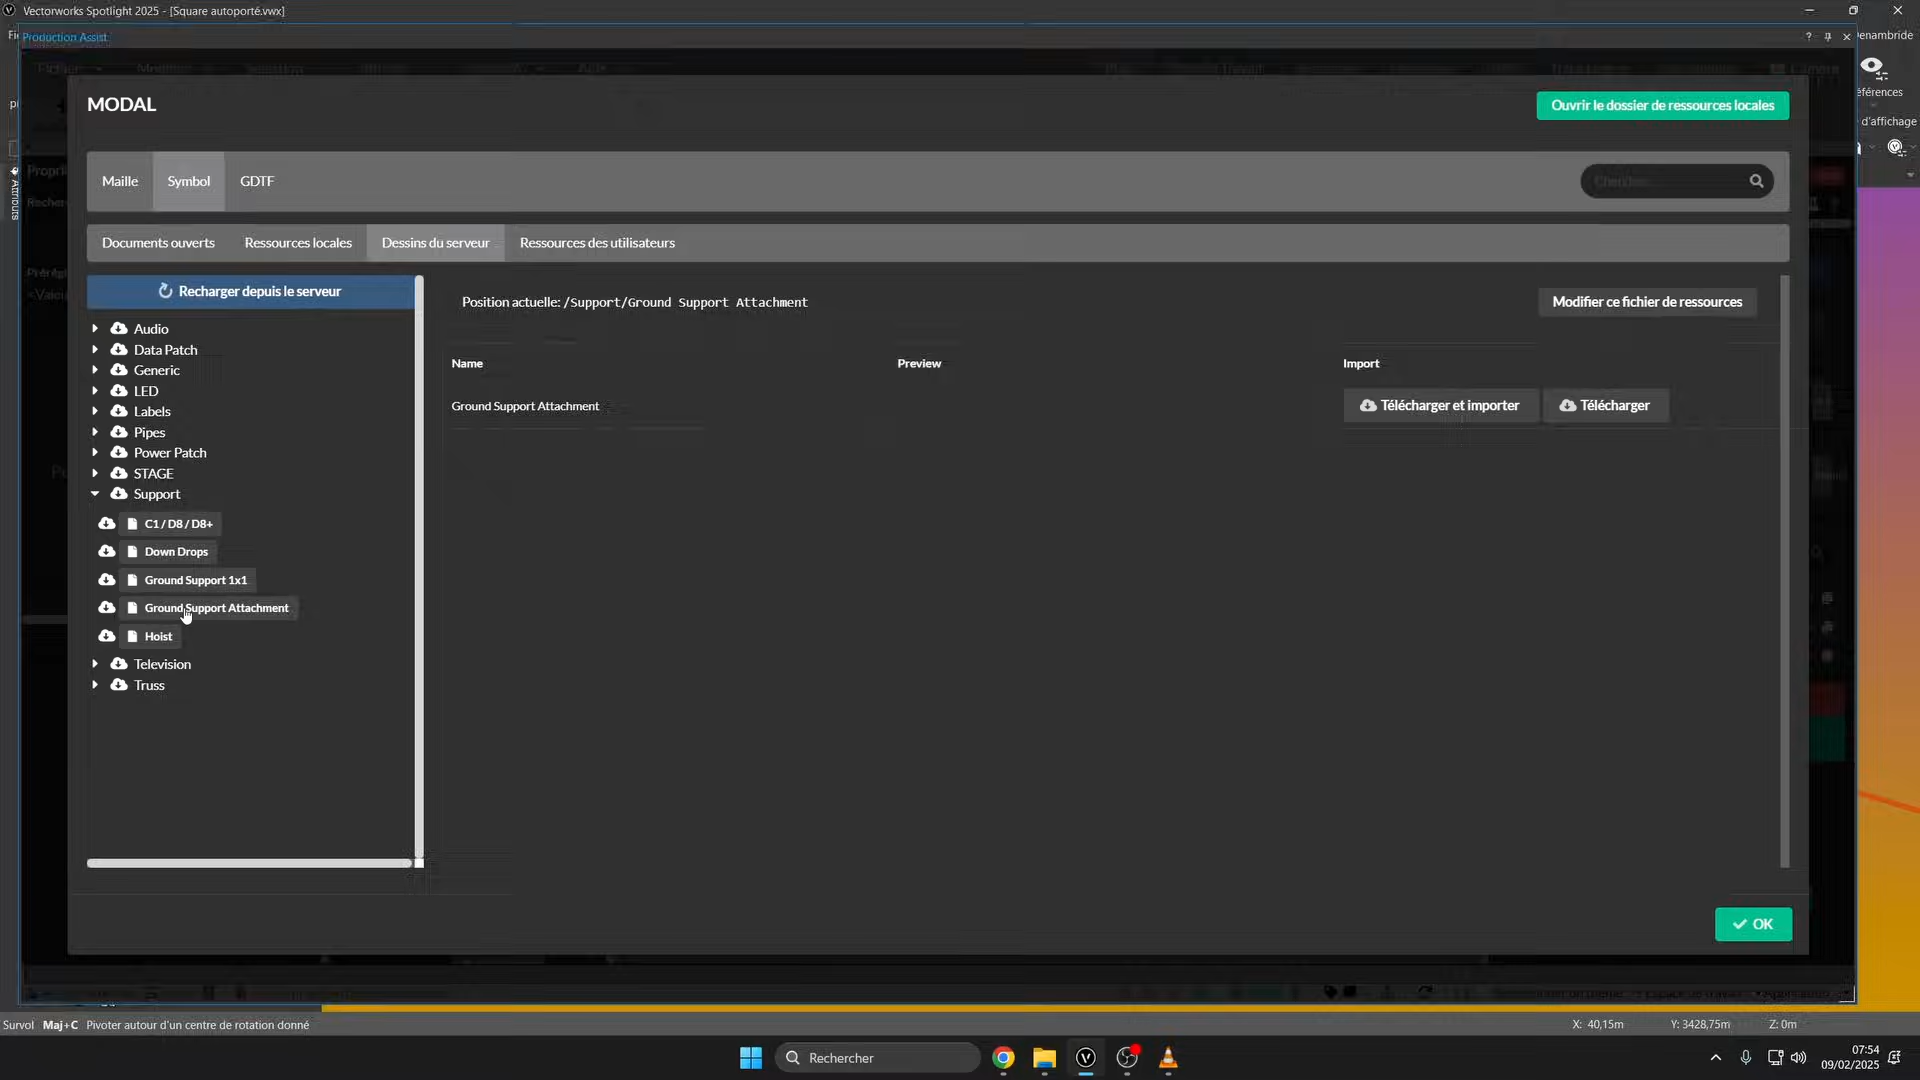 Vectorworks Spotlight 2025 - [Square autoporté.vwx]
Production Assist
enambride
MODAL
Ouvrir le dossier de ressources locales
éférences
d'affichage
Maille
Symbol
GDTF
Attributs
Documents ouverts
Ressources locales
Dessins du serveur
Ressources des utilisateurs
Recharger depuis le serveur
Position actuelle: /Support/Ground Support Attachment
Modifier ce fichier de ressources
Audio
Data Patch
Generic
LED
Labels
Pipes
Power Patch
STAGE
Support
C1 / D8 / D8+
Down Drops
Ground Support 1x1
Ground Support Attachment
Hoist
Television
Truss
Name
Preview
Import
Ground Support Attachment
Télécharger et importer
Télécharger
OK
Survol Maj+C Pivoter autour d'un centre de rotation donné
X: 40,15m
Y: 3428,75m
Z: 0m
Rechercher
07:54
09/02/2025